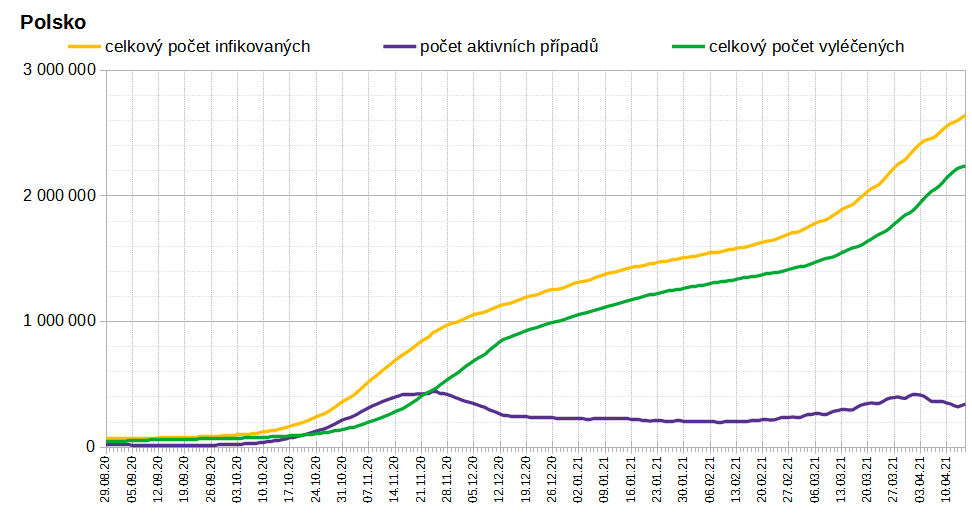 Polsko
celkový počet infikovaných počet aktivních případů celkový počet vyléčených
3 000 000
2 000 000
1 000 000
0
29.08.20 05.09.20 12.09.20 19.09.20 26.09.20 03.10.20 10.10.20 17.10.20 24.10.20 31.10.20 07.11.20 14.11.20 21.11.20 28.11.20 05.12.20 12.12.20 19.12.20 26.12.20 02.01.21 09.01.21 16.01.21 23.01.21 30.01.21 06.02.21 13.02.21 20.02.21 27.02.21 06.03.21 13.03.21 20.03.21 27.03.21 03.04.21 10.04.21